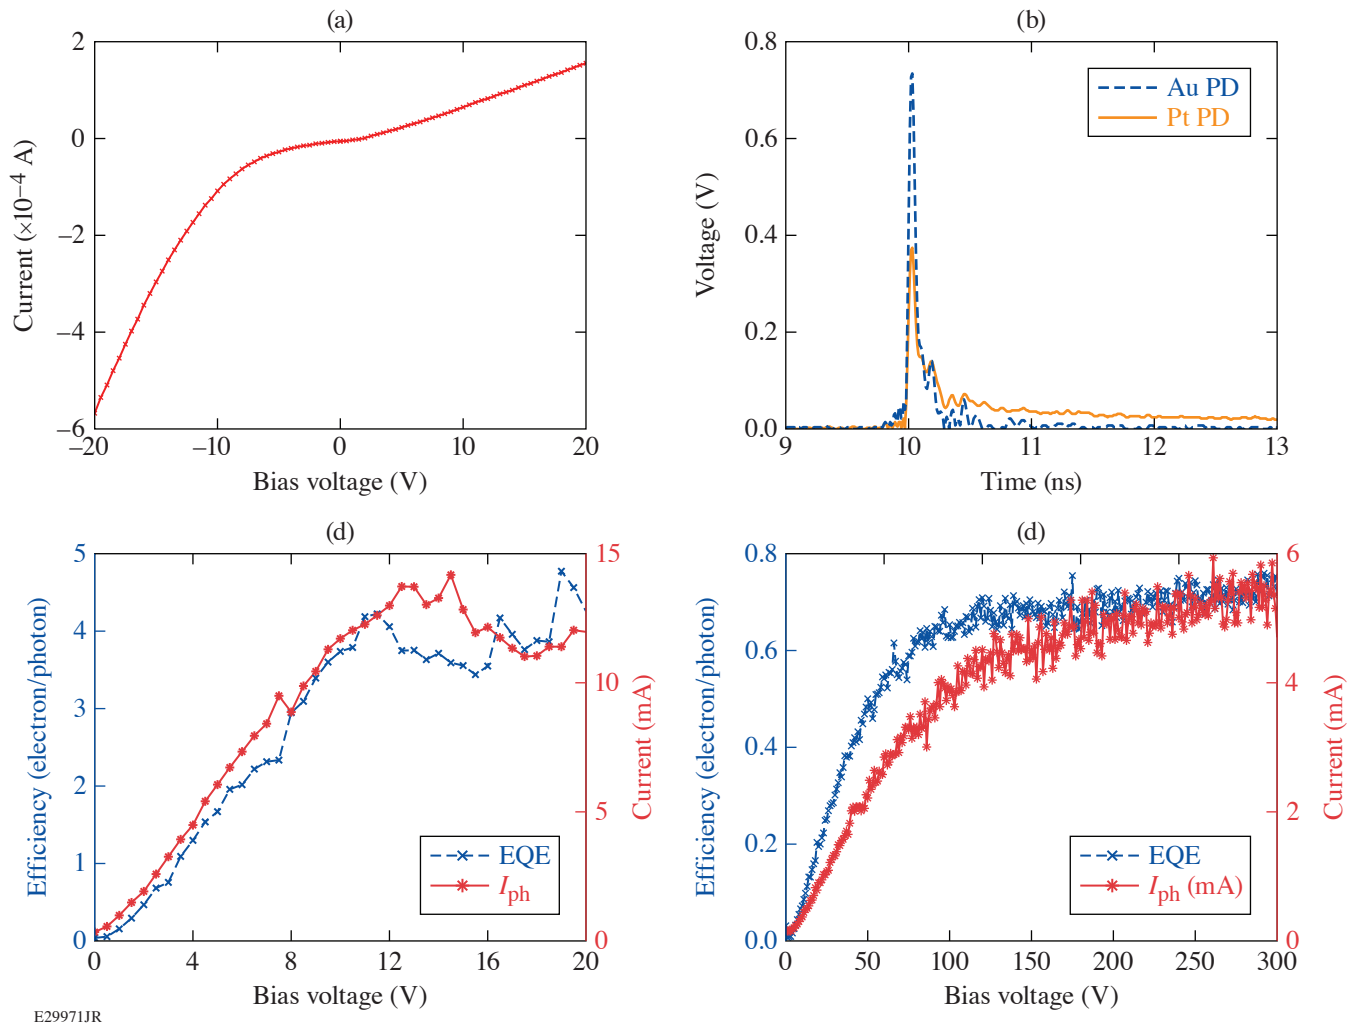 (a)
2
0
−2
−4
−6
−20
−10
0
10
20
Current (×10−4 A)
Bias voltage (V)
(b)
0.8
0.6
0.4
0.2
0.0
9
10
11
12
13
Voltage (V)
Time (ns)
Au PD
Pt PD
(d)
5
4
3
2
1
0
15
10
5
0
0
4
8
12
16
20
Efficiency (electron/photon)
Current (mA)
Bias voltage (V)
EQE
Iph
(d)
0.8
0.6
0.4
0.2
0.0
6
4
2
0
0
50
100
150
200
250
300
Efficiency (electron/photon)
Current (mA)
Bias voltage (V)
EQE
Iph (mA)
E29971JR